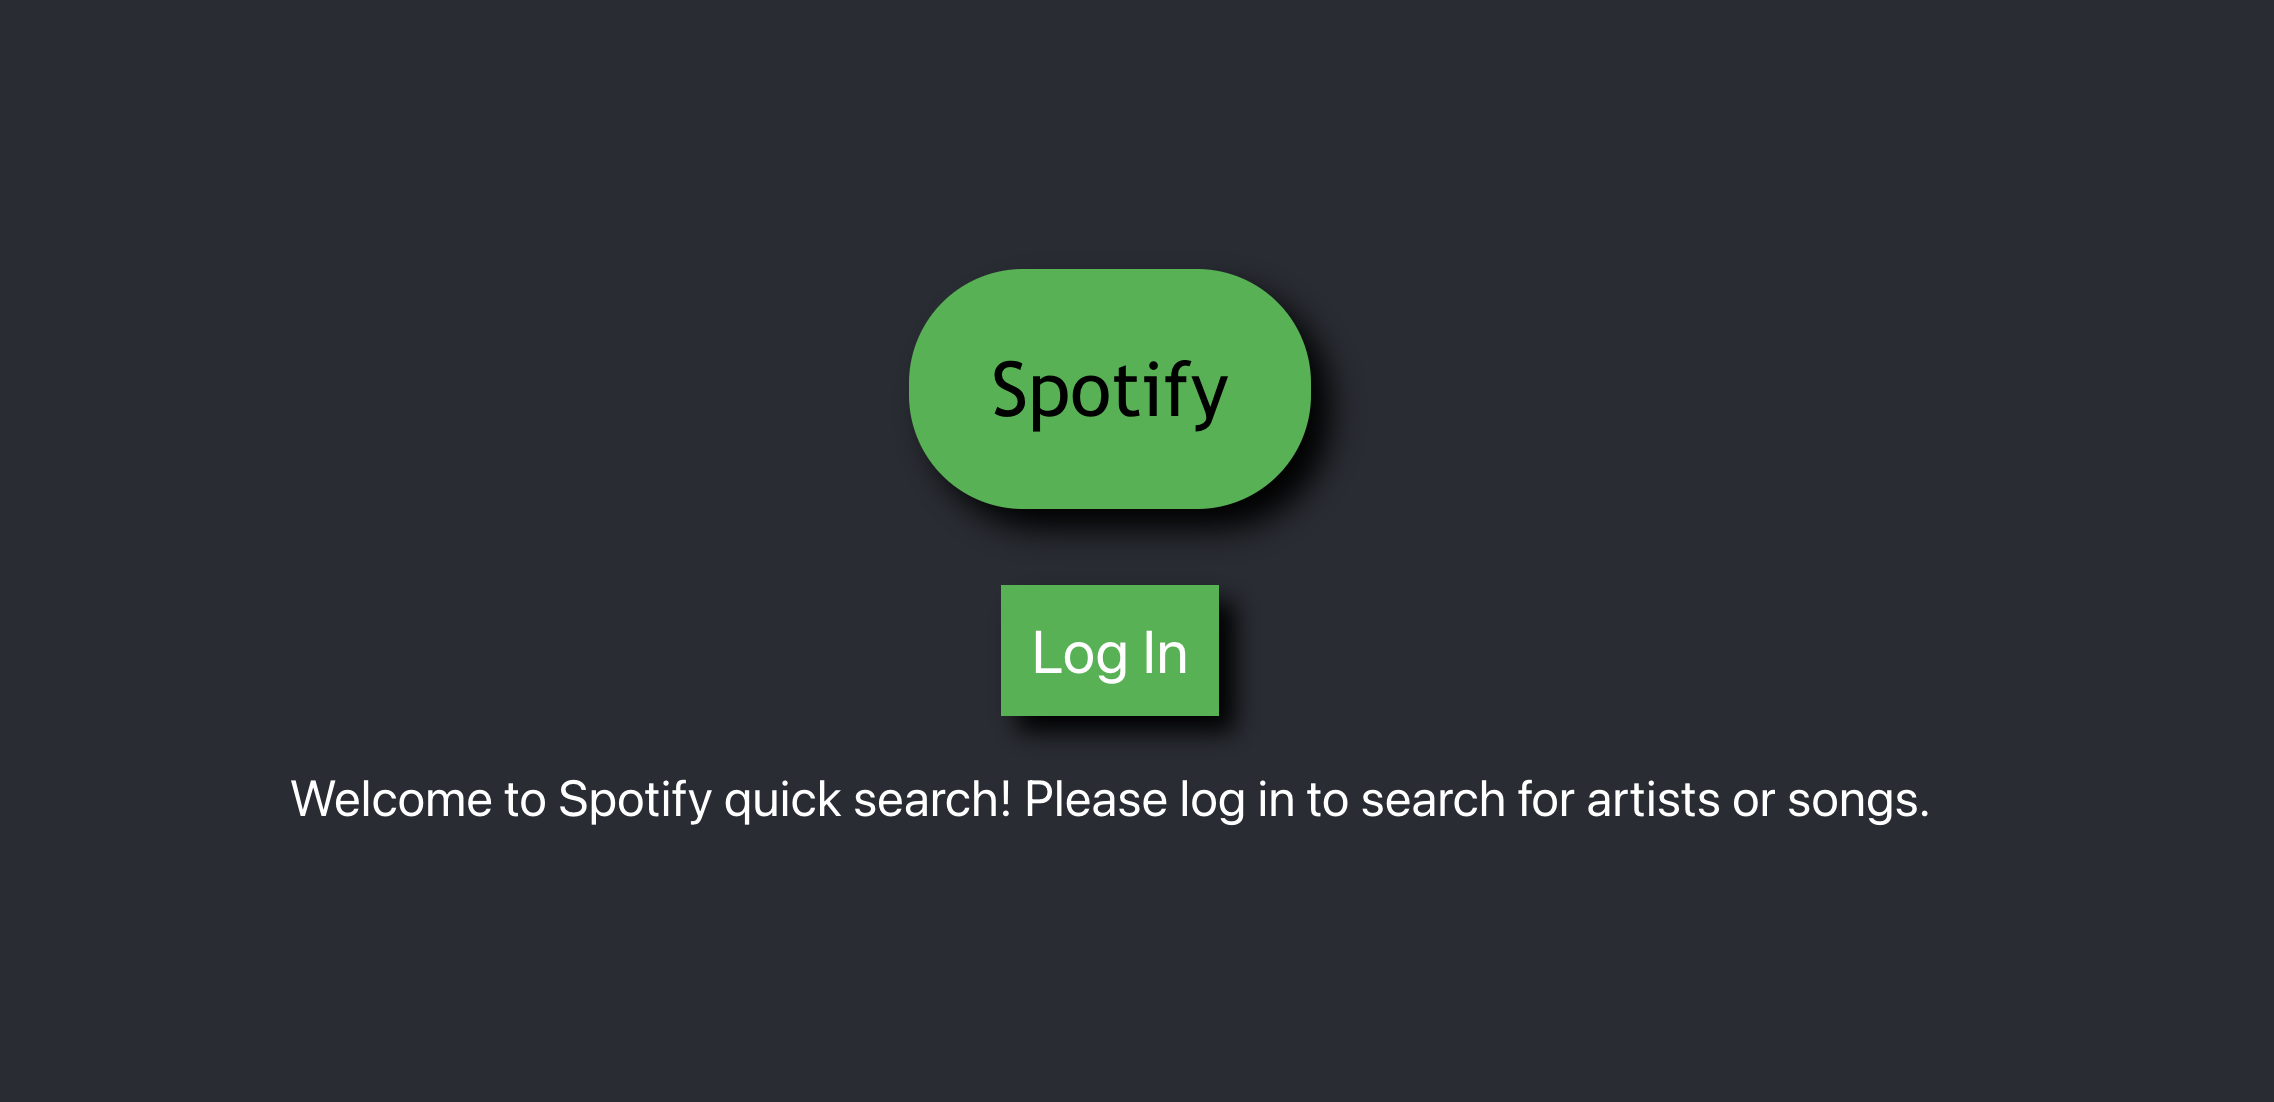 Spotify
Log In
Welcome to Spotify quick search! Please log in to search for artists or songs.